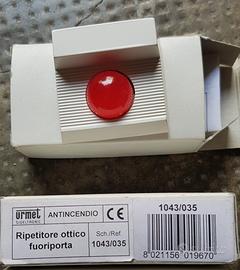 urmet
ANTINCENDIO
CE
Ripetitore ottico
fuoriporta
Sch./Ref.
1043/035
1043/035
8 021156 019670